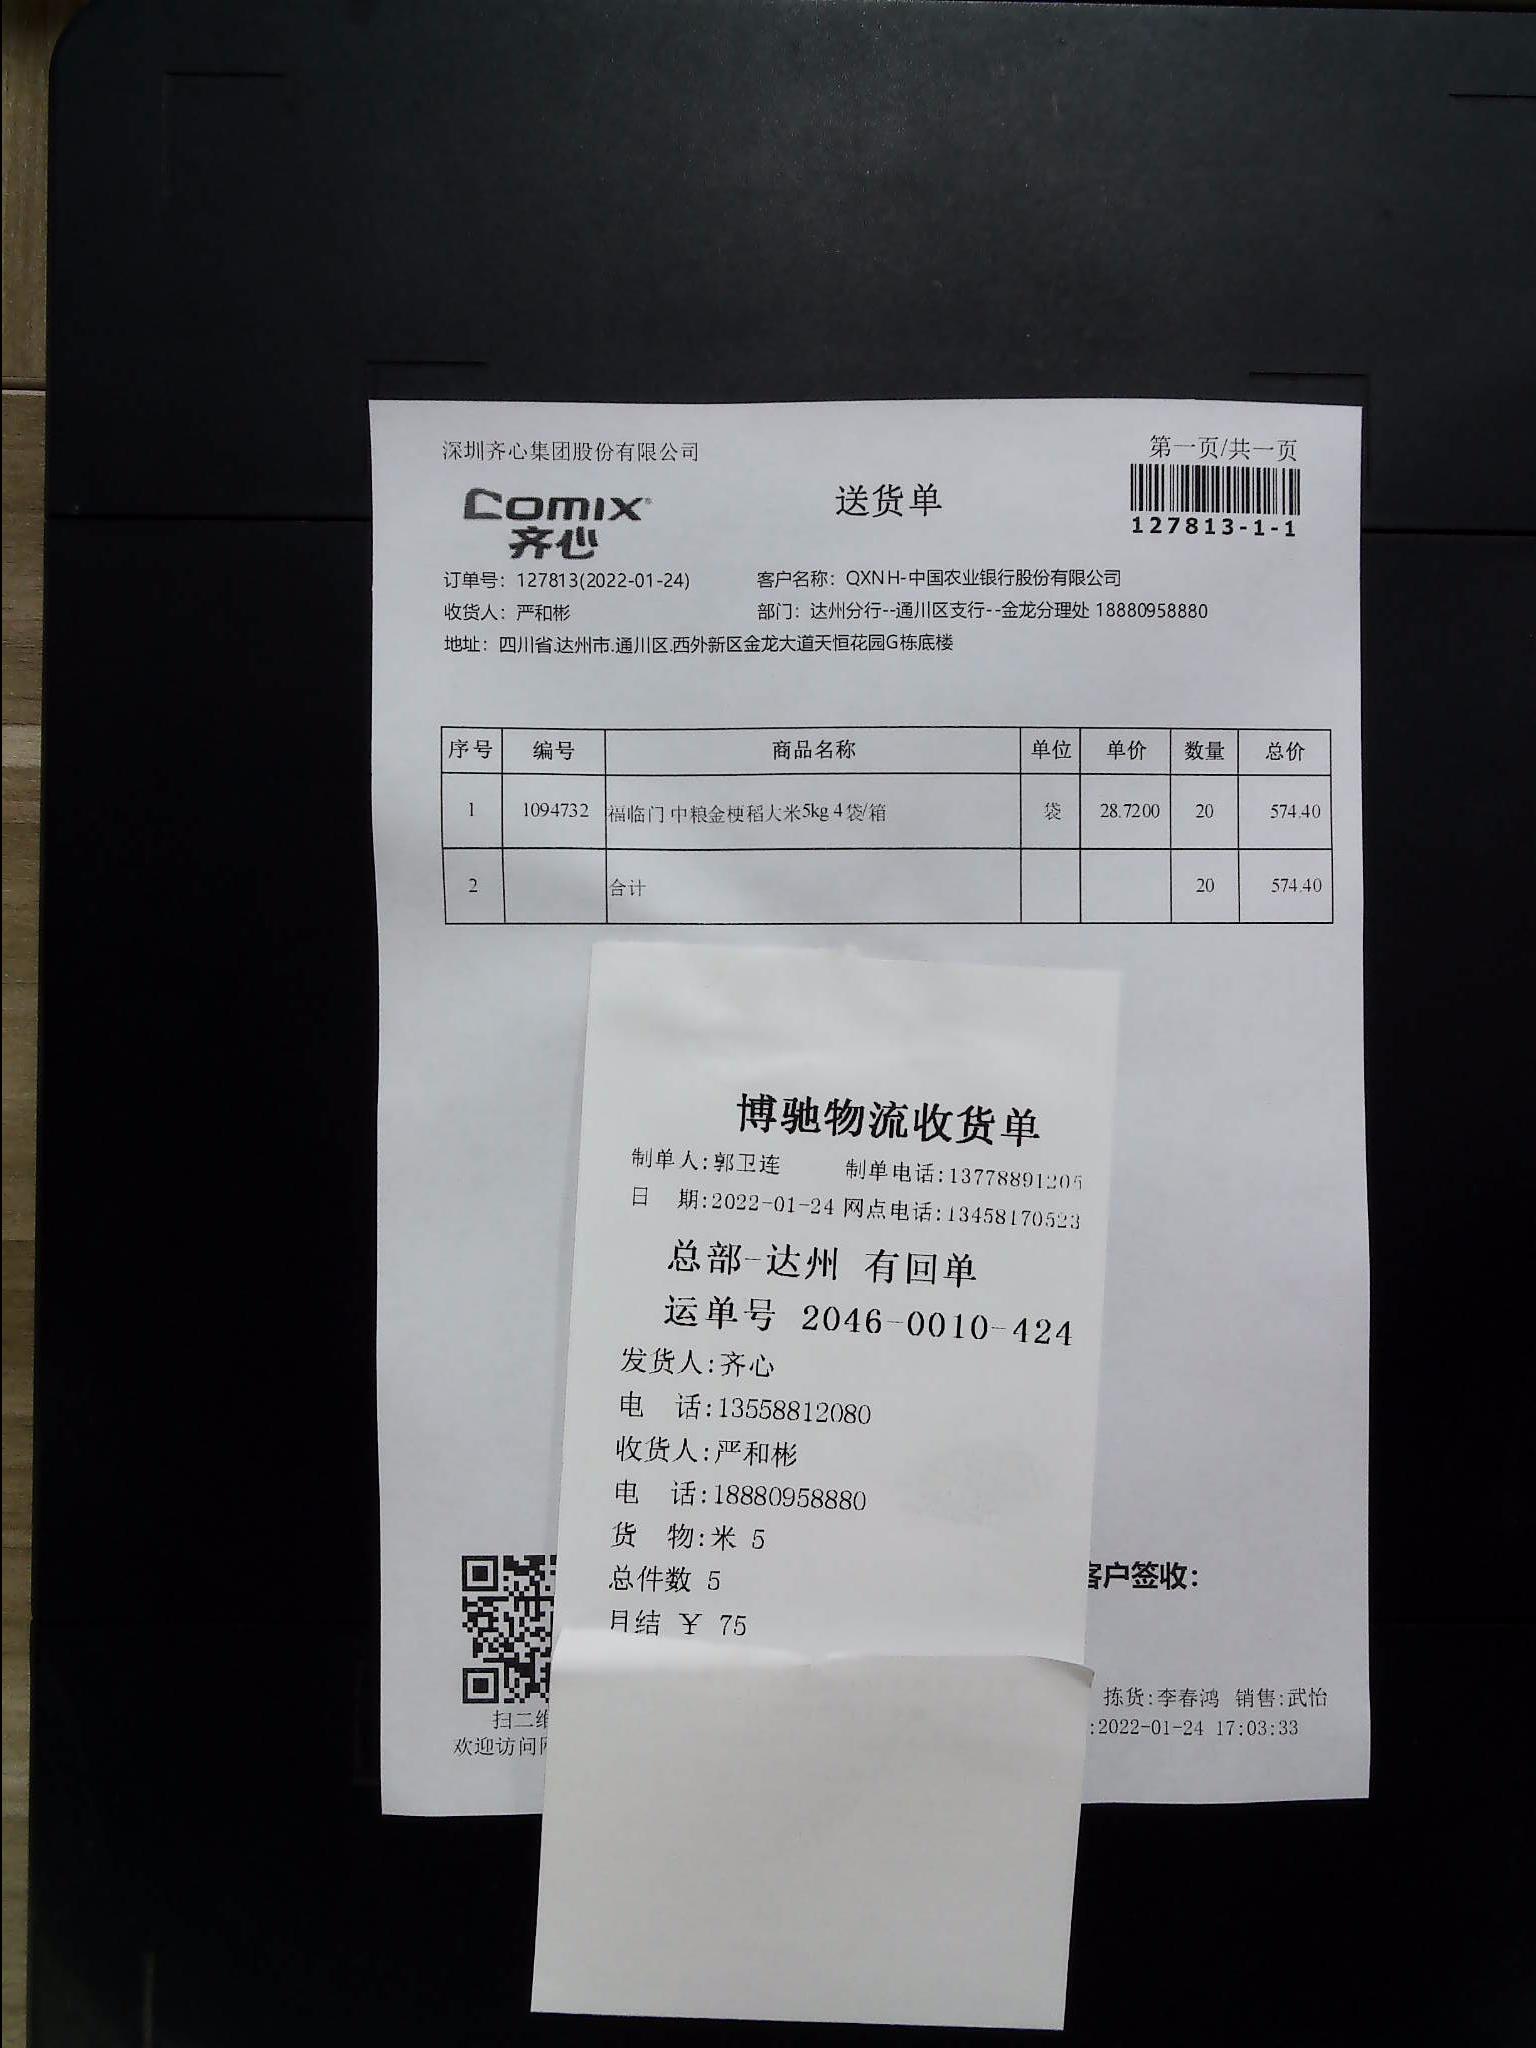 深圳齐心集团股份有限公司
第一页/共一页
Comix
齐心
送货单
127813-1-1
订单号：127813(2022-01-24) 客户名称：QXNH-中国农业银行股份有限公司
收货人：严和彬 部门：达州分行--通川区支行--金龙分理处 18880958880
地址：四川省.达州市.通川区.西外新区金龙大道天恒花园G栋底楼
序号 编号 商品名称 单位 单价 数量 总价
1 1094732 福临门 中粮金梗稻大米5kg 4袋/箱 袋 28.7200 20 574.40
2 合计 20 574.40
博驰物流收货单
制单人:郭卫连 制单电话:13778891205
日 期:2022-01-24 网点电话:13458170523
总部-达州 有回单
运单号 2046-0010-424
发货人:齐心
电 话:13558812080
收货人:严和彬
电 话:18880958880
货 物:米 5
总件数 5
月结 ¥ 75
客户签收：
拣货:李春鸿 销售:武怡
:2022-01-24 17:03:33
扫二维
欢迎访问